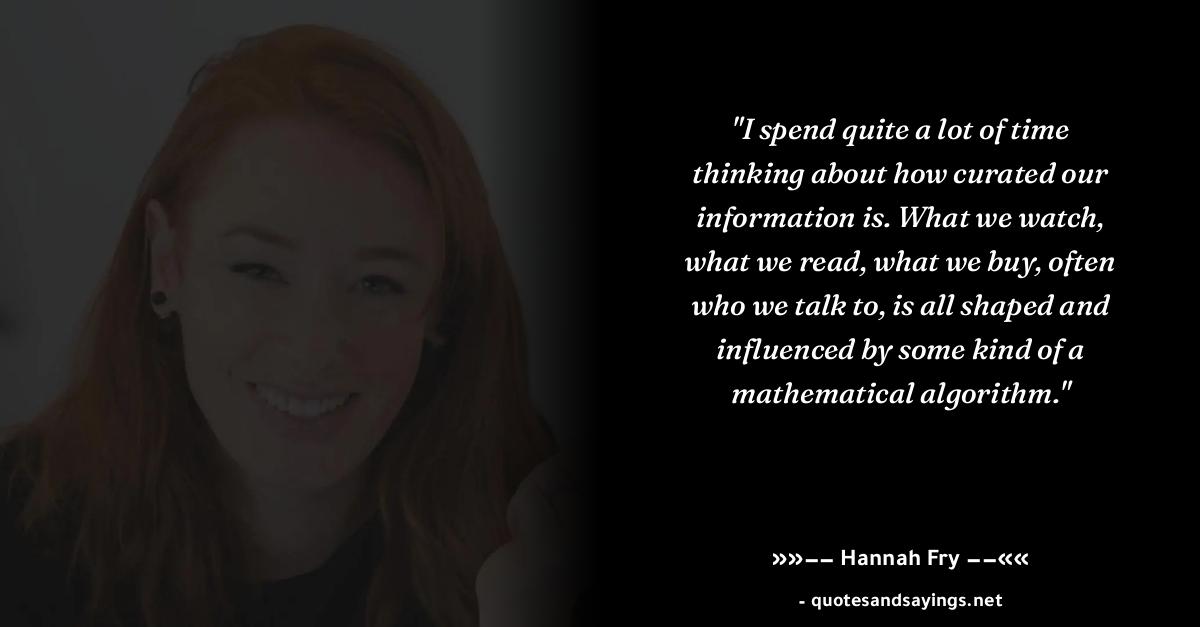 "I spend quite a lot of time
thinking about how curated our
information is. What we watch,
what we read, what we buy, often
who we talk to, is all shaped and
influenced by some kind of a
mathematical algorithm."
»»–– Hannah Fry ––««
- quotesandsayings.net